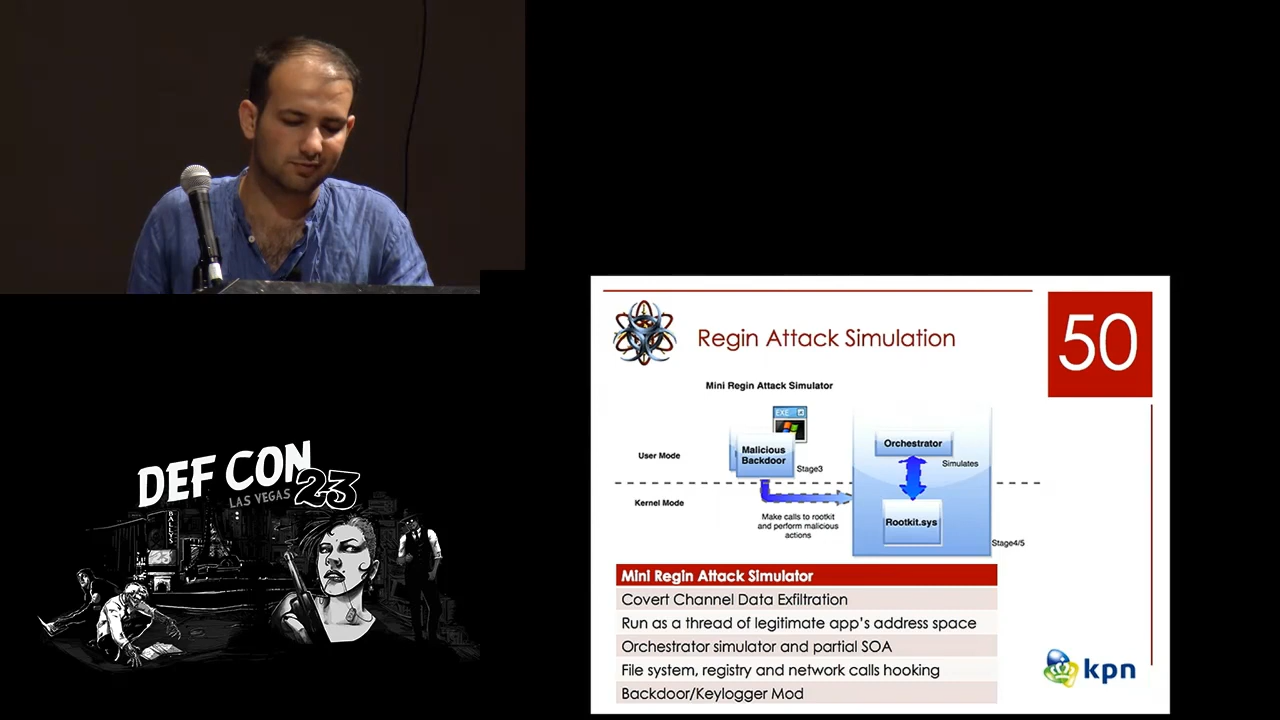 Regin Attack Simulation
50
Mini Regin Attack Simulator
EXE
User Mode
Malicious
Backdoor
Stage3
Orchestrator
Simulates
Kernel Mode
Make calls to rootkit
and perform malicious
actions
Rootkit.sys
Stage4/5
Mini Regin Attack Simulator
Covert Channel Data Exfiltration
Run as a thread of legitimate app's address space
Orchestrator simulator and partial SOA
File system, registry and network calls hooking
Backdoor/Keylogger Mod
kpn
DEF CON
LAS VEGAS 23
BALLYS